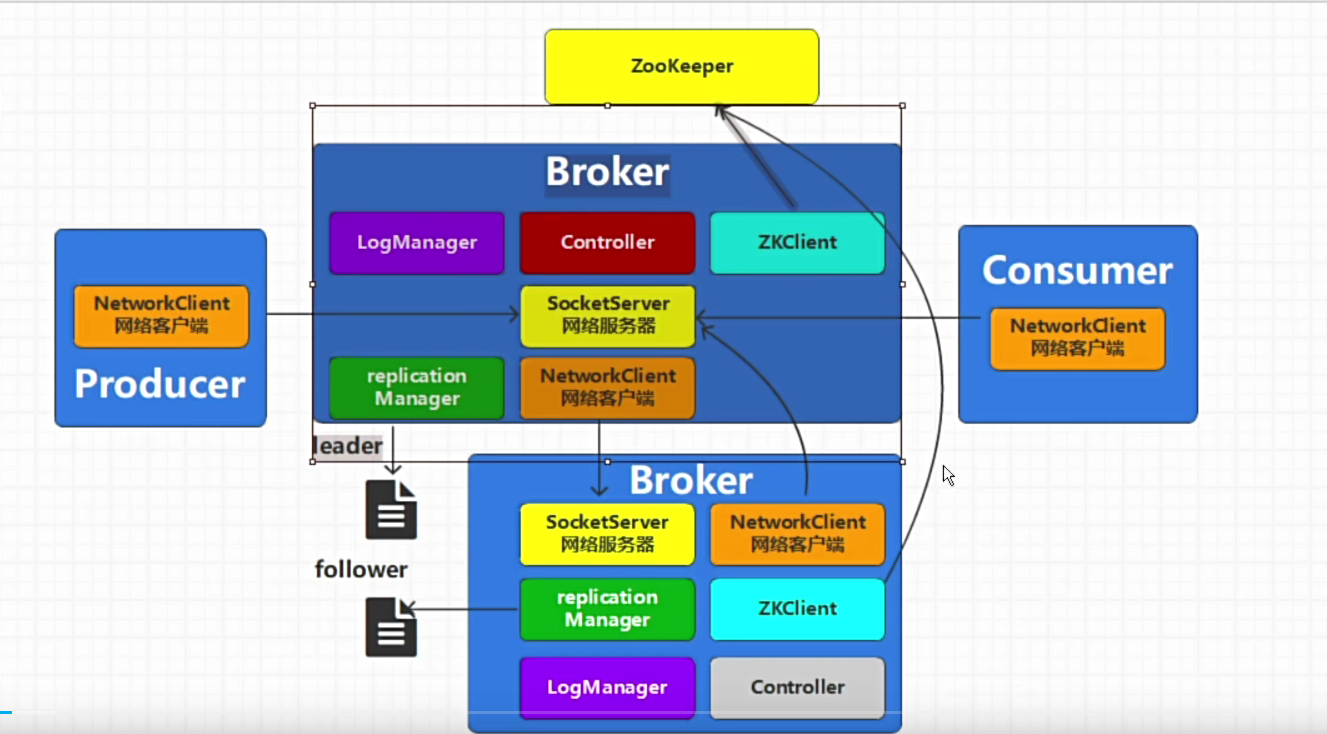 ZooKeeper
Broker
LogManager
Controller
ZKClient
NetworkClient
网络客户端
Producer
SocketServer
网络服务器
Consumer
NetworkClient
网络客户端
replication
Manager
NetworkClient
网络客户端
leader
Broker
SocketServer
网络服务器
NetworkClient
网络客户端
follower
replication
Manager
ZKClient
LogManager
Controller